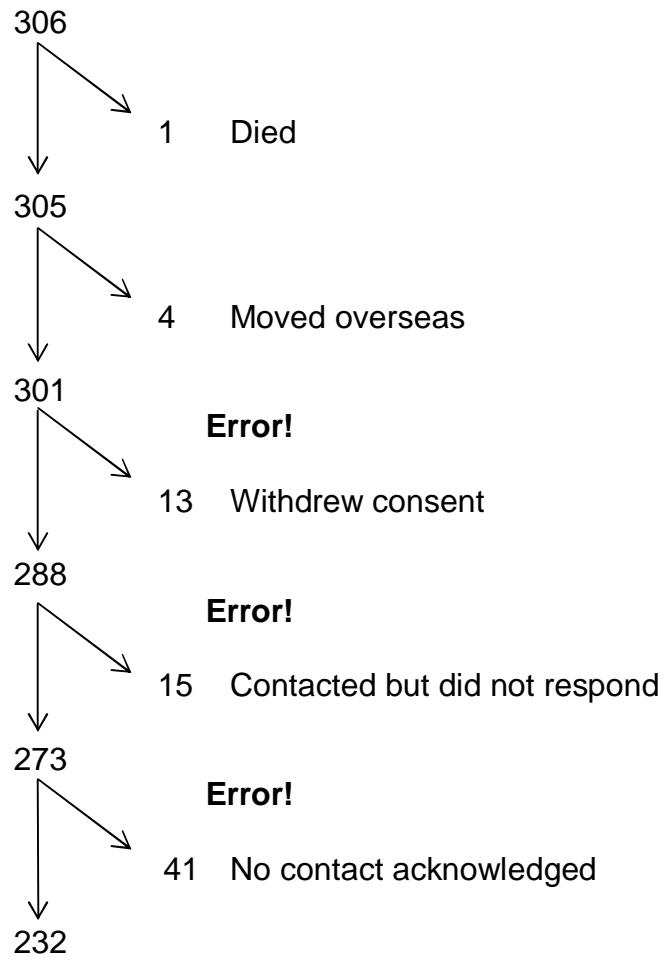 306
1 Died
305
4 Moved overseas
301
Error!
13 Withdrew consent
288
Error!
15 Contacted but did not respond
273
Error!
41 No contact acknowledged
232